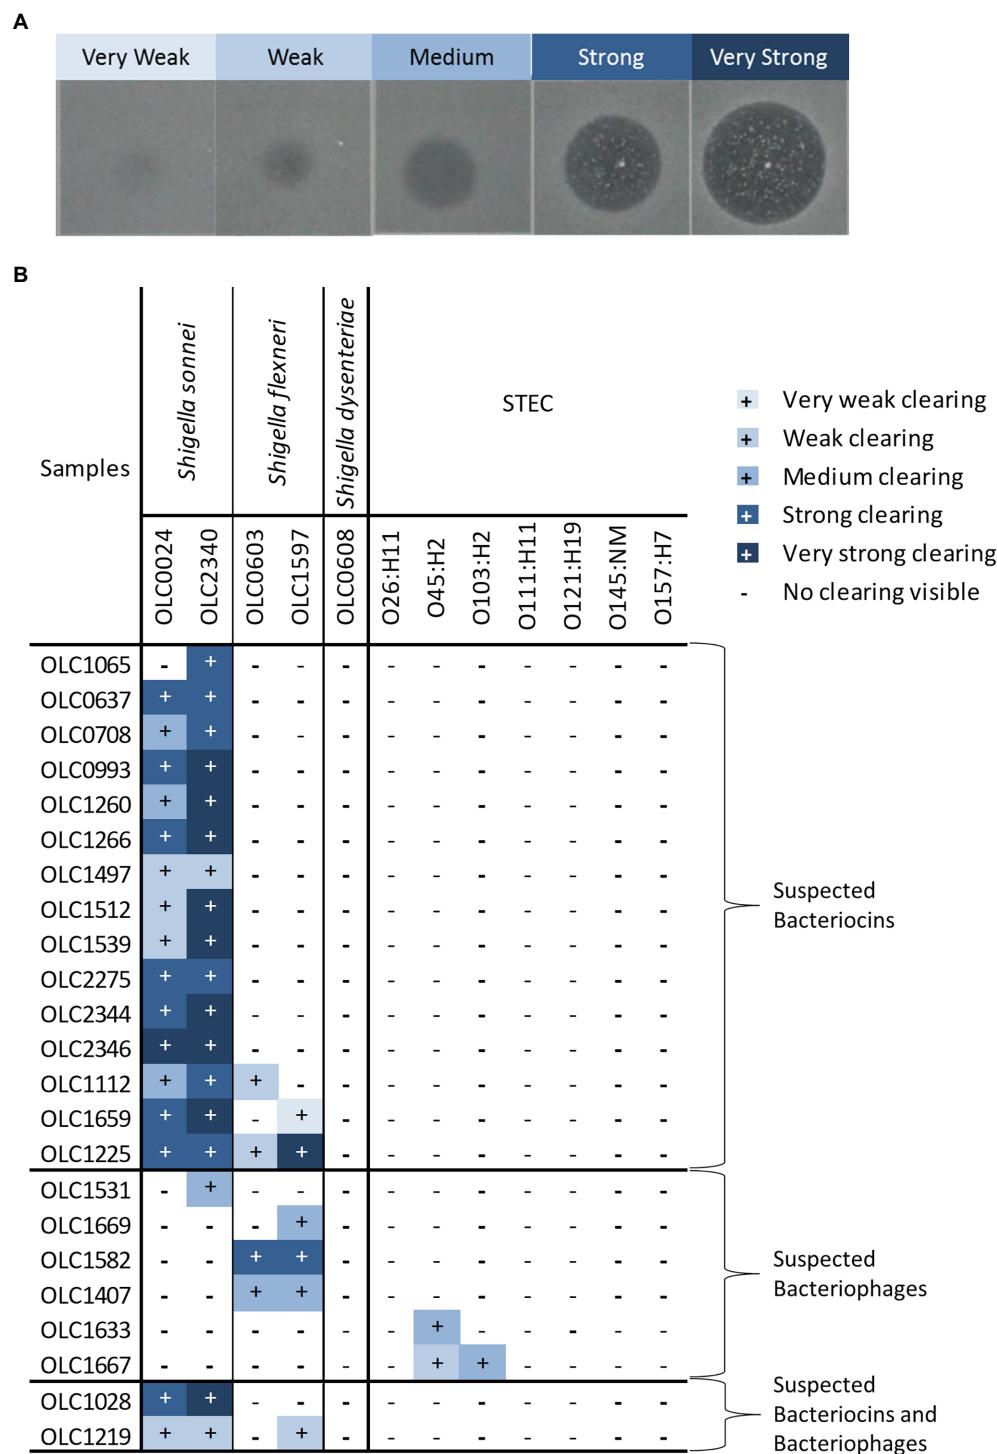 A
Very Weak Weak Medium Strong Very Strong
B
Samples Shigella sonnei Shigella flexneri Shigella dysenteriae STEC
OLC0024 OLC2340 OLC0603 OLC1597 OLC0608 O26:H11 O45:H2 O103:H2 O111:H11 O121:H19 O145:NM O157:H7
+ Very weak clearing
+ Weak clearing
+ Medium clearing
+ Strong clearing
+ Very strong clearing
- No clearing visible
OLC1065 - + - - - - - - - - - -
OLC0637 + + - - - - - - - - - -
OLC0708 + + - - - - - - - - - -
OLC0993 + + - - - - - - - - - -
OLC1260 + + - - - - - - - - - -
OLC1266 + + - - - - - - - - - -
OLC1497 + + - - - - - - - - - -
OLC1512 + + - - - - - - - - - -
OLC1539 + + - - - - - - - - - -
OLC2275 + + - - - - - - - - - -
OLC2344 + + - - - - - - - - - -
OLC2346 + + - - - - - - - - - -
OLC1112 + + + - - - - - - - - -
OLC1659 + + - + - - - - - - - -
OLC1225 + + + + - - - - - - - -
Suspected
Bacteriocins
OLC1531 - + - - - - - - - - - -
OLC1669 - - - + - - - - - - - -
OLC1582 - - + + - - - - - - - -
OLC1407 - - + + - - - - - - - -
OLC1633 - - - - - - + - - - - -
OLC1667 - - - - - - + + - - - -
Suspected
Bacteriophages
OLC1028 + + - - - - - - - - - -
OLC1219 + + - + - - - - - - - -
Suspected
Bacteriocins and
Bacteriophages